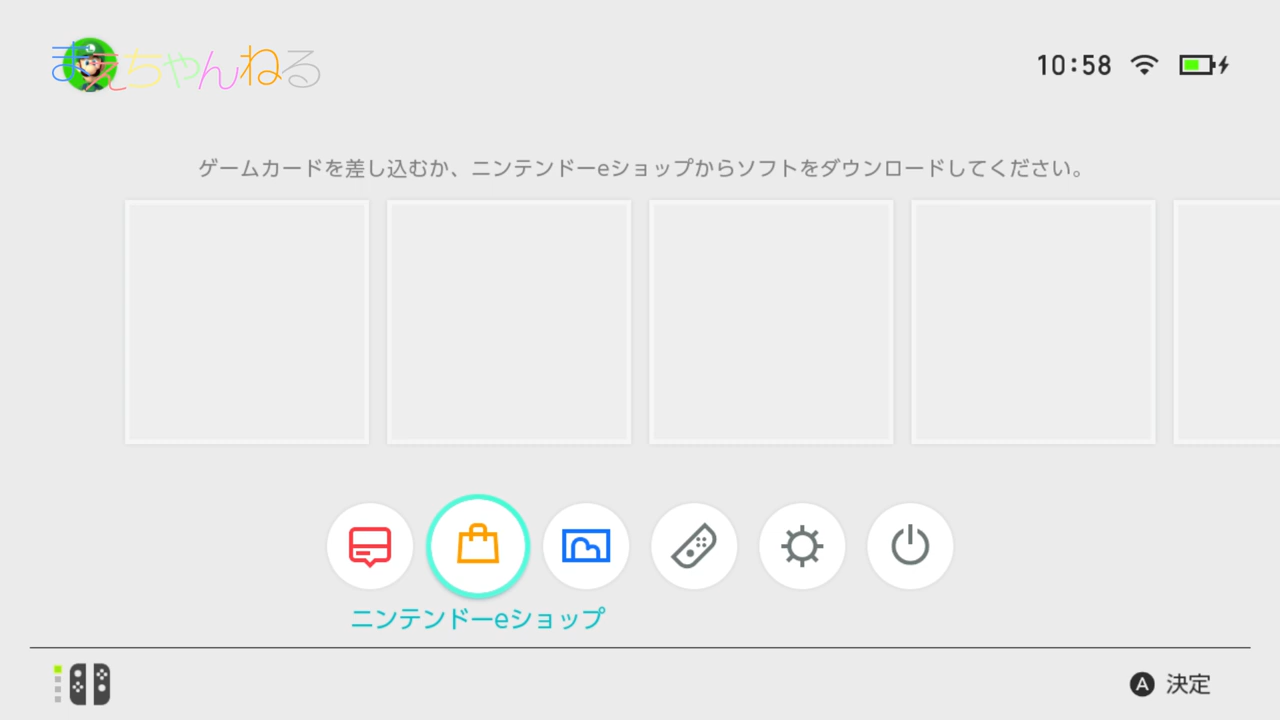 まえちゃんねる
10:58
ゲームカードを差し込むか、ニンテンドーeショップからソフトをダウンロードしてください。
ニンテンドーeショップ
A 決定